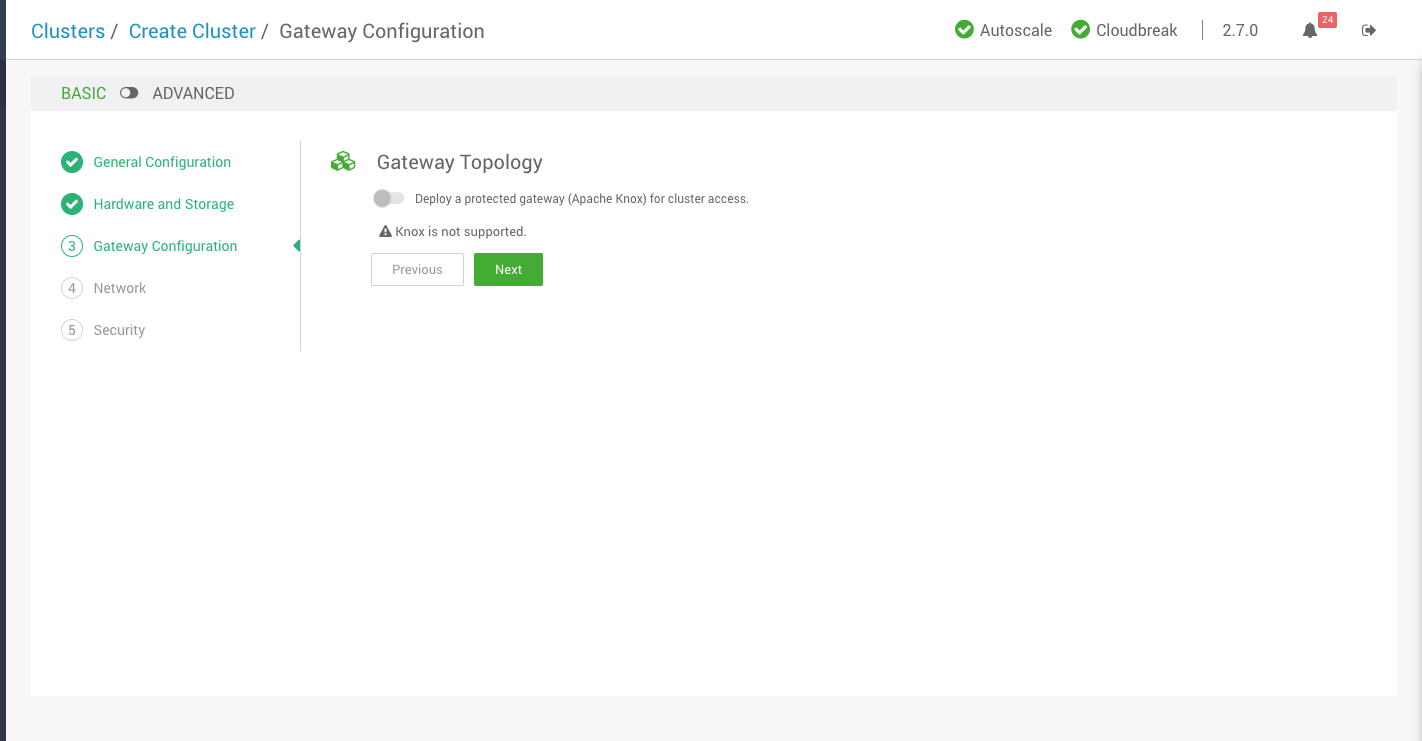 Clusters / Create Cluster / Gateway Configuration
Autoscale Cloudbreak 2.7.0 24
BASIC ADVANCED
General Configuration
Hardware and Storage
3 Gateway Configuration
4 Network
5 Security
Gateway Topology
Deploy a protected gateway (Apache Knox) for cluster access.
Knox is not supported.
Previous Next